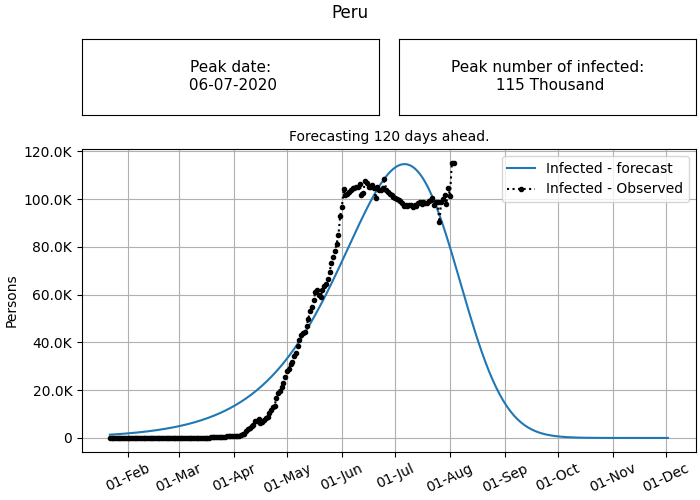 Peru
Peak date:
06-07-2020
Peak number of infected:
115 Thousand
Forecasting 120 days ahead.
120.0K
100.0K
80.0K
60.0K
40.0K
20.0K
0
Persons
Infected - forecast
Infected - Observed
01-Feb
01-Mar
01-Apr
01-May
01-Jun
01-Jul
01-Aug
01-Sep
01-Oct
01-Nov
01-Dec